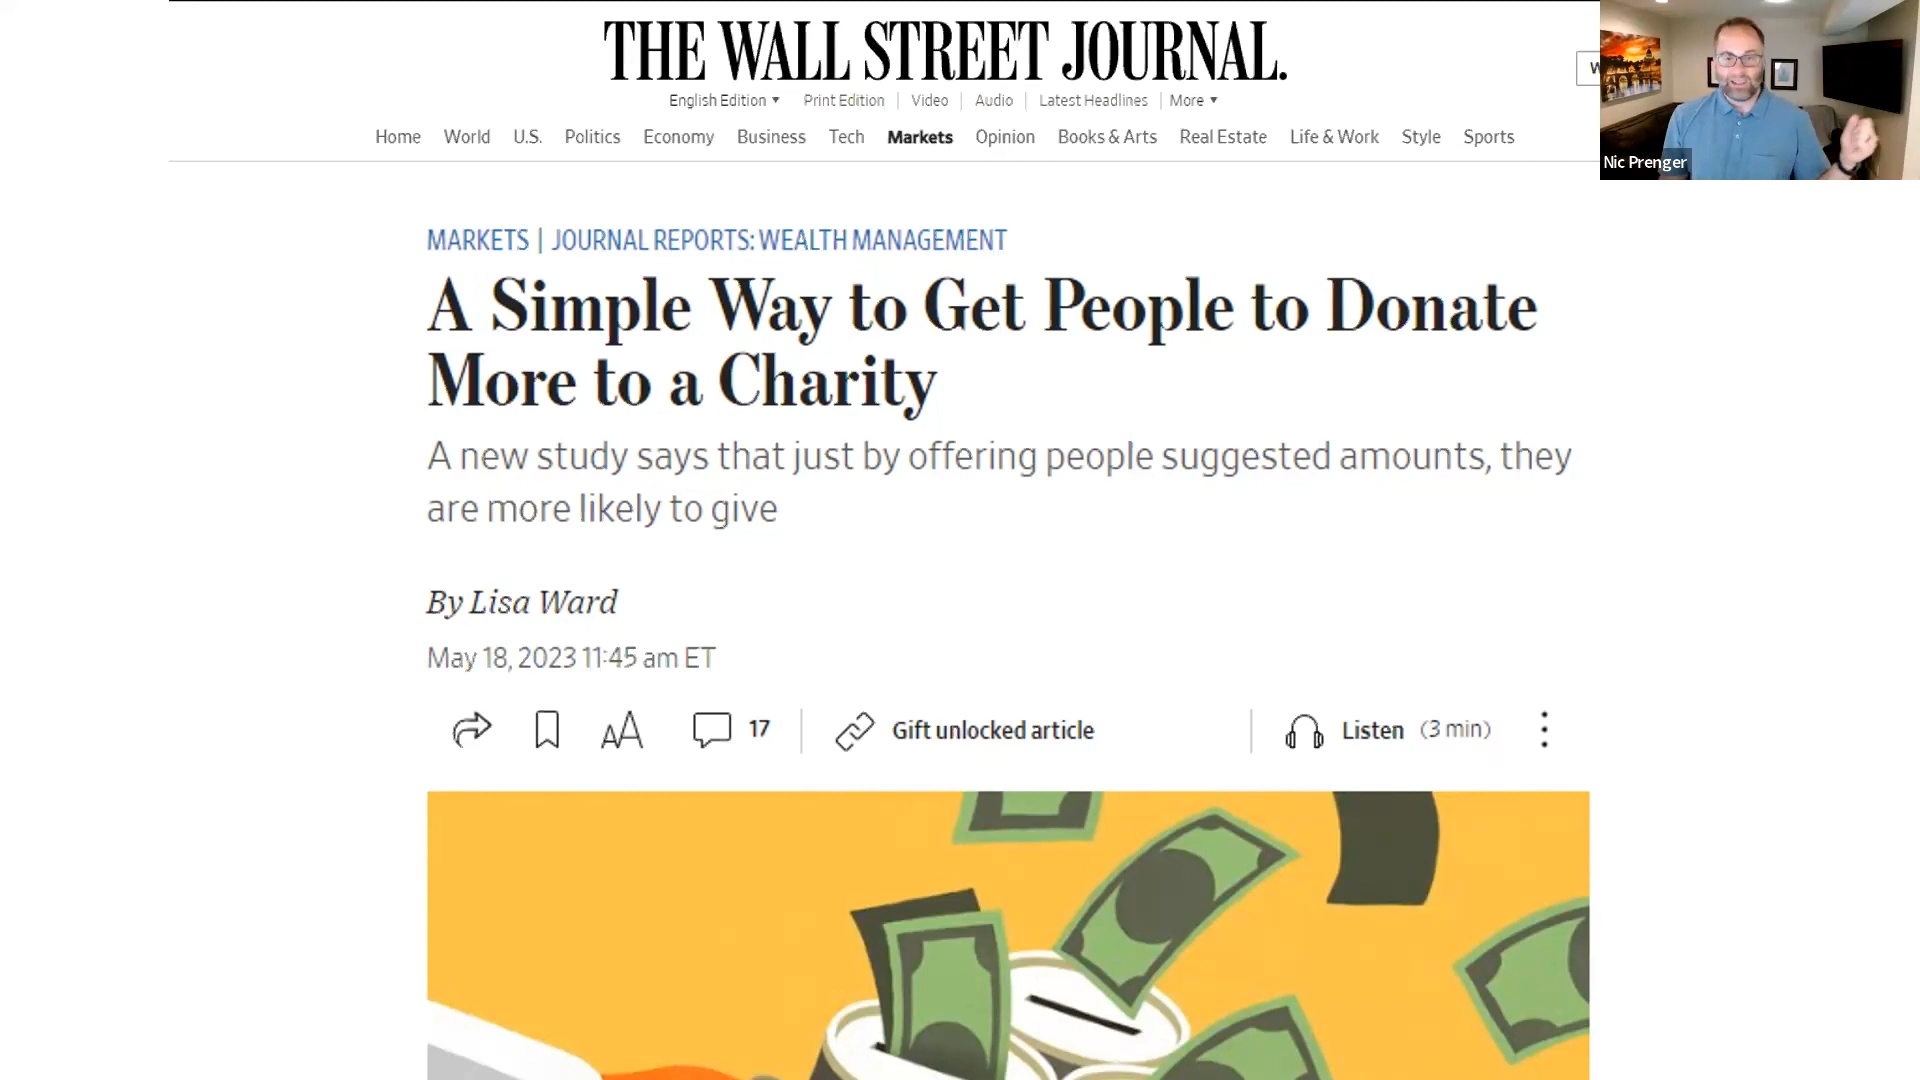 THE WALL STREET JOURNAL.
English Edition Print Edition Video Audio Latest Headlines More
Home World U.S. Politics Economy Business Tech Markets Opinion Books & Arts Real Estate Life & Work Style Sports
Nic Prenger
MARKETS | JOURNAL REPORTS: WEALTH MANAGEMENT
A Simple Way to Get People to Donate
More to a Charity
A new study says that just by offering people suggested amounts, they
are more likely to give
By Lisa Ward
May 18, 2023 11:45 am ET
AA 17 Gift unlocked article Listen (3 min)